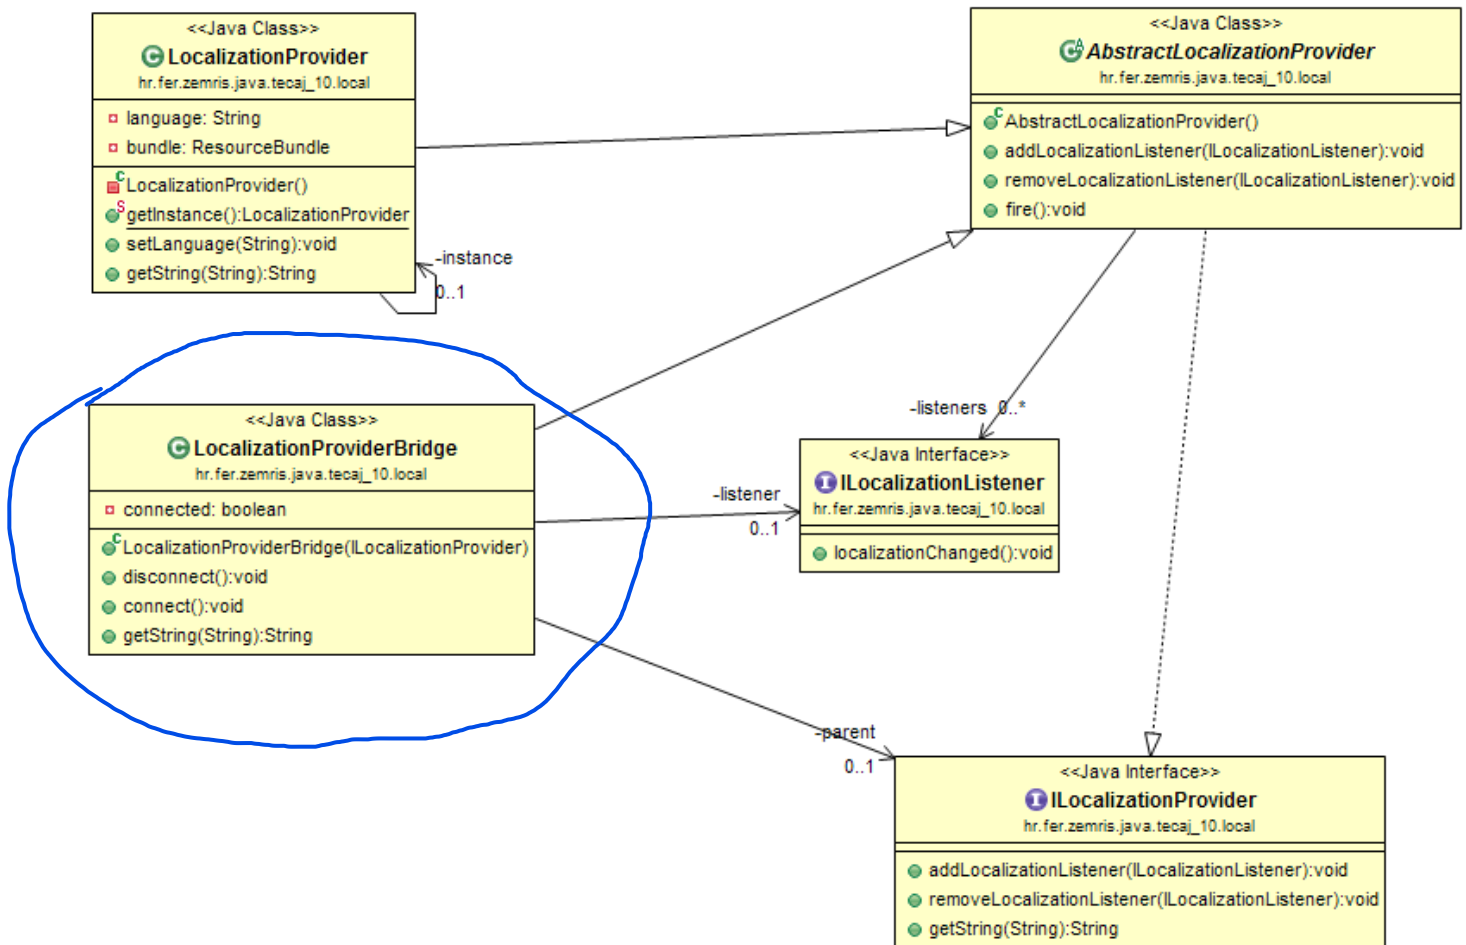 <<Java Class>>
LocalizationProvider
hr.fer.zemris.java.tecaj_10.local
language: String
bundle: ResourceBundle
LocalizationProvider()
getInstance():LocalizationProvider
setLanguage(String):void
getString(String):String
-instance
0..1
<<Java Class>>
AbstractLocalizationProvider
hr.fer.zemris.java.tecaj_10.local
AbstractLocalizationProvider()
addLocalizationListener(ILocalizationListener):void
removeLocalizationListener(ILocalizationListener):void
fire():void
<<Java Class>>
LocalizationProviderBridge
hr.fer.zemris.java.tecaj_10.local
connected: boolean
LocalizationProviderBridge(ILocalizationProvider)
disconnect():void
connect():void
getString(String):String
-listeners 0..*
-listener
0..1
<<Java Interface>>
ILocalizationListener
hr.fer.zemris.java.tecaj_10.local
localizationChanged():void
-parent
0..1
<<Java Interface>>
ILocalizationProvider
hr.fer.zemris.java.tecaj_10.local
addLocalizationListener(ILocalizationListener):void
removeLocalizationListener(ILocalizationListener):void
getString(String):String